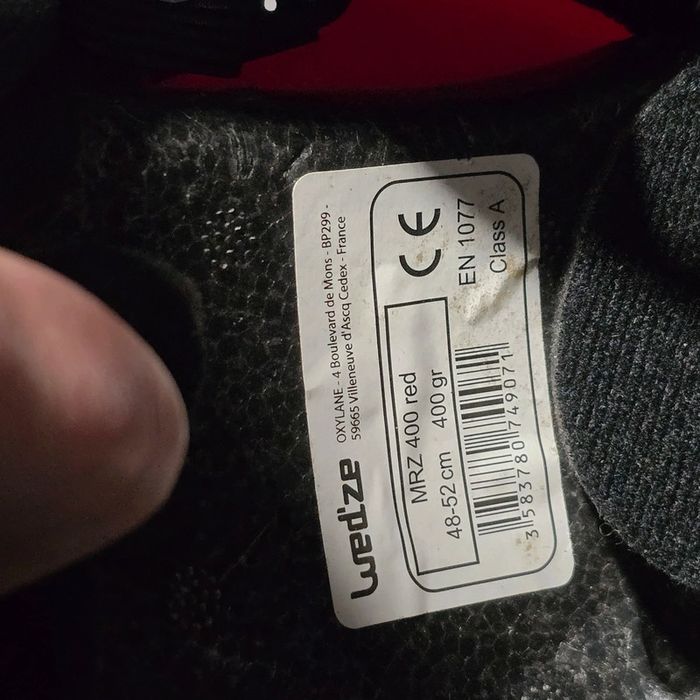 wed'ze
OXYLANE - 4 Boulevard de Mons - BP299 -
59665 Villeneuve d'Ascq Cedex - France
MRZ 400 red
48-52 cm 400 gr
CE
EN 1077
Class A
3 583780 749071